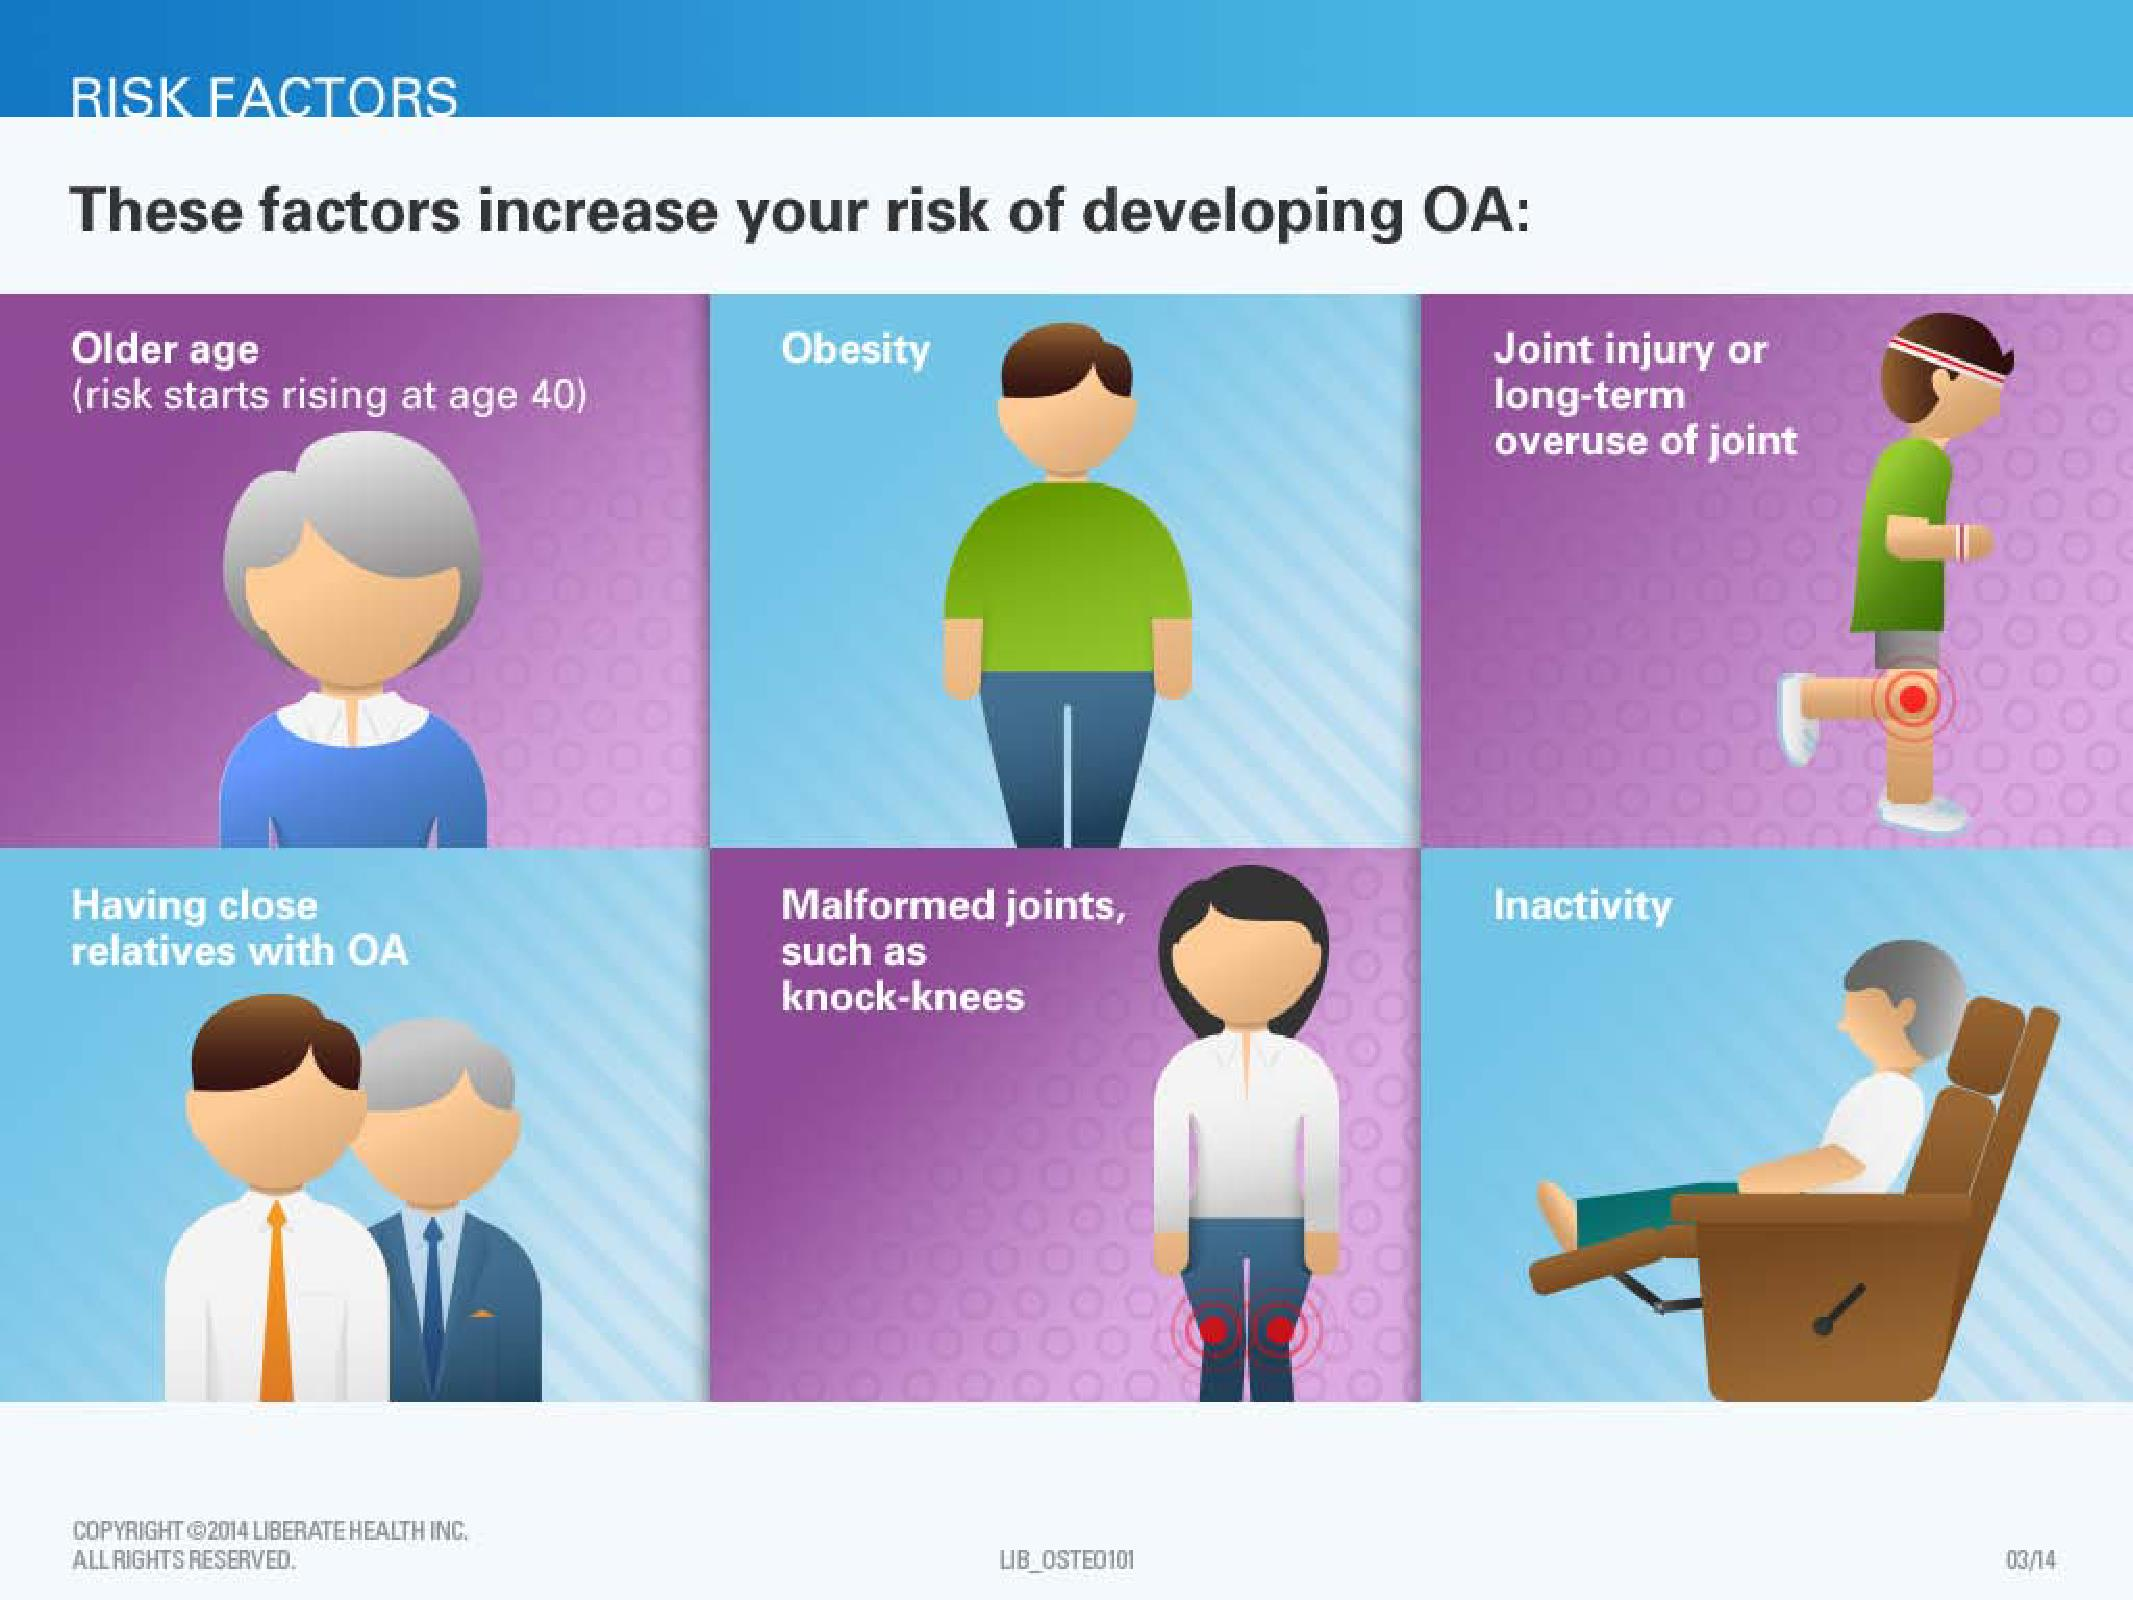 RISK FACTORS
These factors increase your risk of developing OA:
Older age
(risk starts rising at age 40)
Obesity
Joint injury or
long-term
overuse of joint
Having close
relatives with OA
Malformed joints,
such as
knock-knees
Inactivity
COPYRIGHT ©2014 LIBERATE HEALTH INC.
ALL RIGHTS RESERVED.
LIB_OSTEO101
03/14